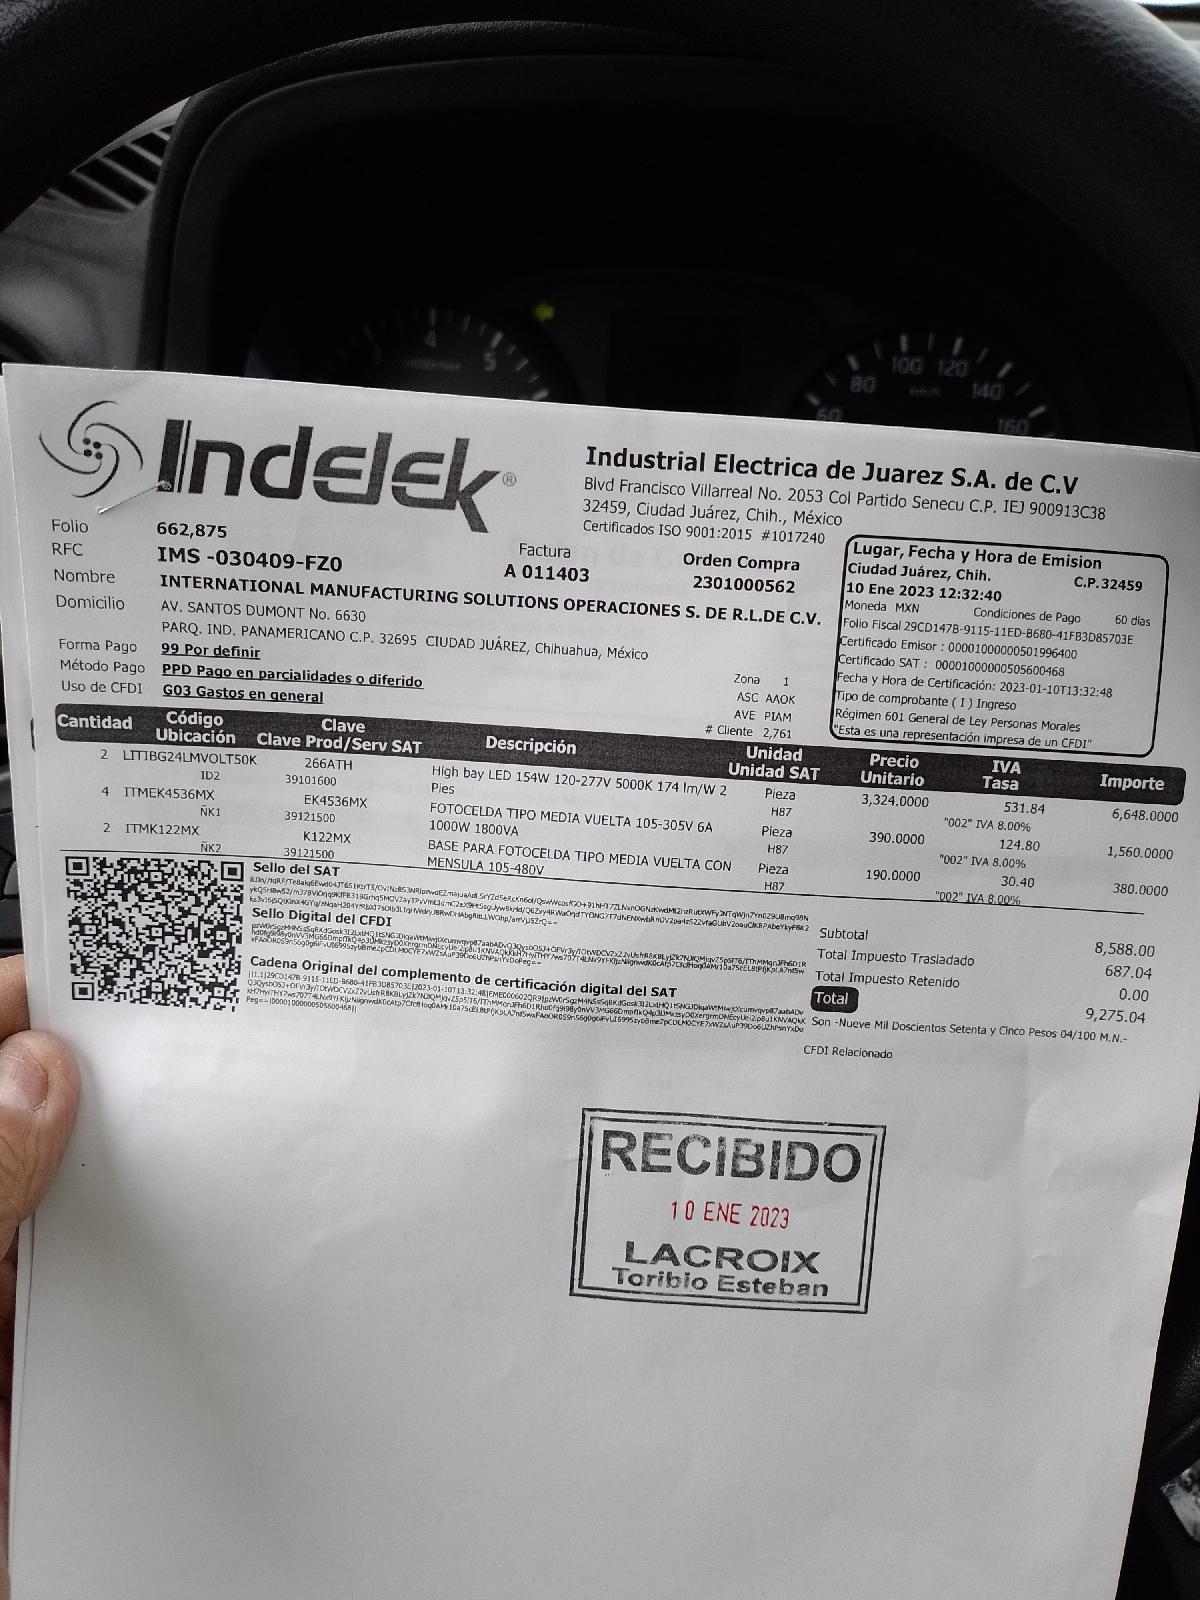 4
5
60
80
100
120
140
160
km/h
Indelek®
Industrial Electrica de Juarez S.A. de C.V
Blvd Francisco Villarreal No. 2053 Col Partido Senecu C.P. IEJ 900913C38
32459, Ciudad Juárez, Chih., México
Certificados ISO 9001:2015 #1017240
Folio 662,875
RFC IMS -030409-FZ0
Factura
A 011403
Orden Compra
2301000562
Nombre INTERNATIONAL MANUFACTURING SOLUTIONS OPERACIONES S. DE R.L.DE C.V.
Domicilio AV. SANTOS DUMONT No. 6630
PARQ. IND. PANAMERICANO C.P. 32695 CIUDAD JUÁREZ, Chihuahua, México
Forma Pago 99 Por definir
Método Pago PPD Pago en parcialidades o diferido
Uso de CFDI G03 Gastos en general
Zona 1
ASC AAOK
AVE PIAM
# Cliente 2,761
Lugar, Fecha y Hora de Emision
Ciudad Juárez, Chih. C.P.32459
10 Ene 2023 12:32:40
Moneda MXN Condiciones de Pago 60 días
Folio Fiscal 29CD147B-9115-11ED-B680-41FB3D85703E
Certificado Emisor : 00001000000501996400
Certificado SAT : 00001000000505600468
Fecha y Hora de Certificación: 2023-01-10T13:32:48
Tipo de comprobante ( I ) Ingreso
Régimen 601 General de Ley Personas Morales
"Esta es una representación impresa de un CFDI"
Cantidad Código Clave Descripción Unidad Precio IVA Importe
Ubicación Clave Prod/Serv SAT Unidad SAT Unitario Tasa
2 LITTBG24LMVOLT50K 266ATH High bay LED 154W 120-277V 5000K 174 lm/W 2 Pieza 3,324.0000 531.84 6,648.0000
ID2 39101600 Pies H87 "002" IVA 8.00%
4 ITMEK4536MX EK4536MX FOTOCELDA TIPO MEDIA VUELTA 105-305V 6A Pieza 390.0000 124.80 1,560.0000
ÑK1 39121500 1000W 1800VA H87 "002" IVA 8.00%
2 ITMK122MX K122MX BASE PARA FOTOCELDA TIPO MEDIA VUELTA CON Pieza 190.0000 30.40 380.0000
ÑK2 39121500 MENSULA 105-480V H87 "002" IVA 8.00%
Sello del SAT
Sello Digital del CFDI
Cadena Original del complemento de certificación digital del SAT
Subtotal 8,588.00
Total Impuesto Trasladado 687.04
Total Impuesto Retenido 0.00
Total 9,275.04
Son -Nueve Mil Doscientos Setenta y Cinco Pesos 04/100 M.N.-
CFDI Relacionado
RECIBIDO
10 ENE 2023
LACROIX
Toribio Esteban